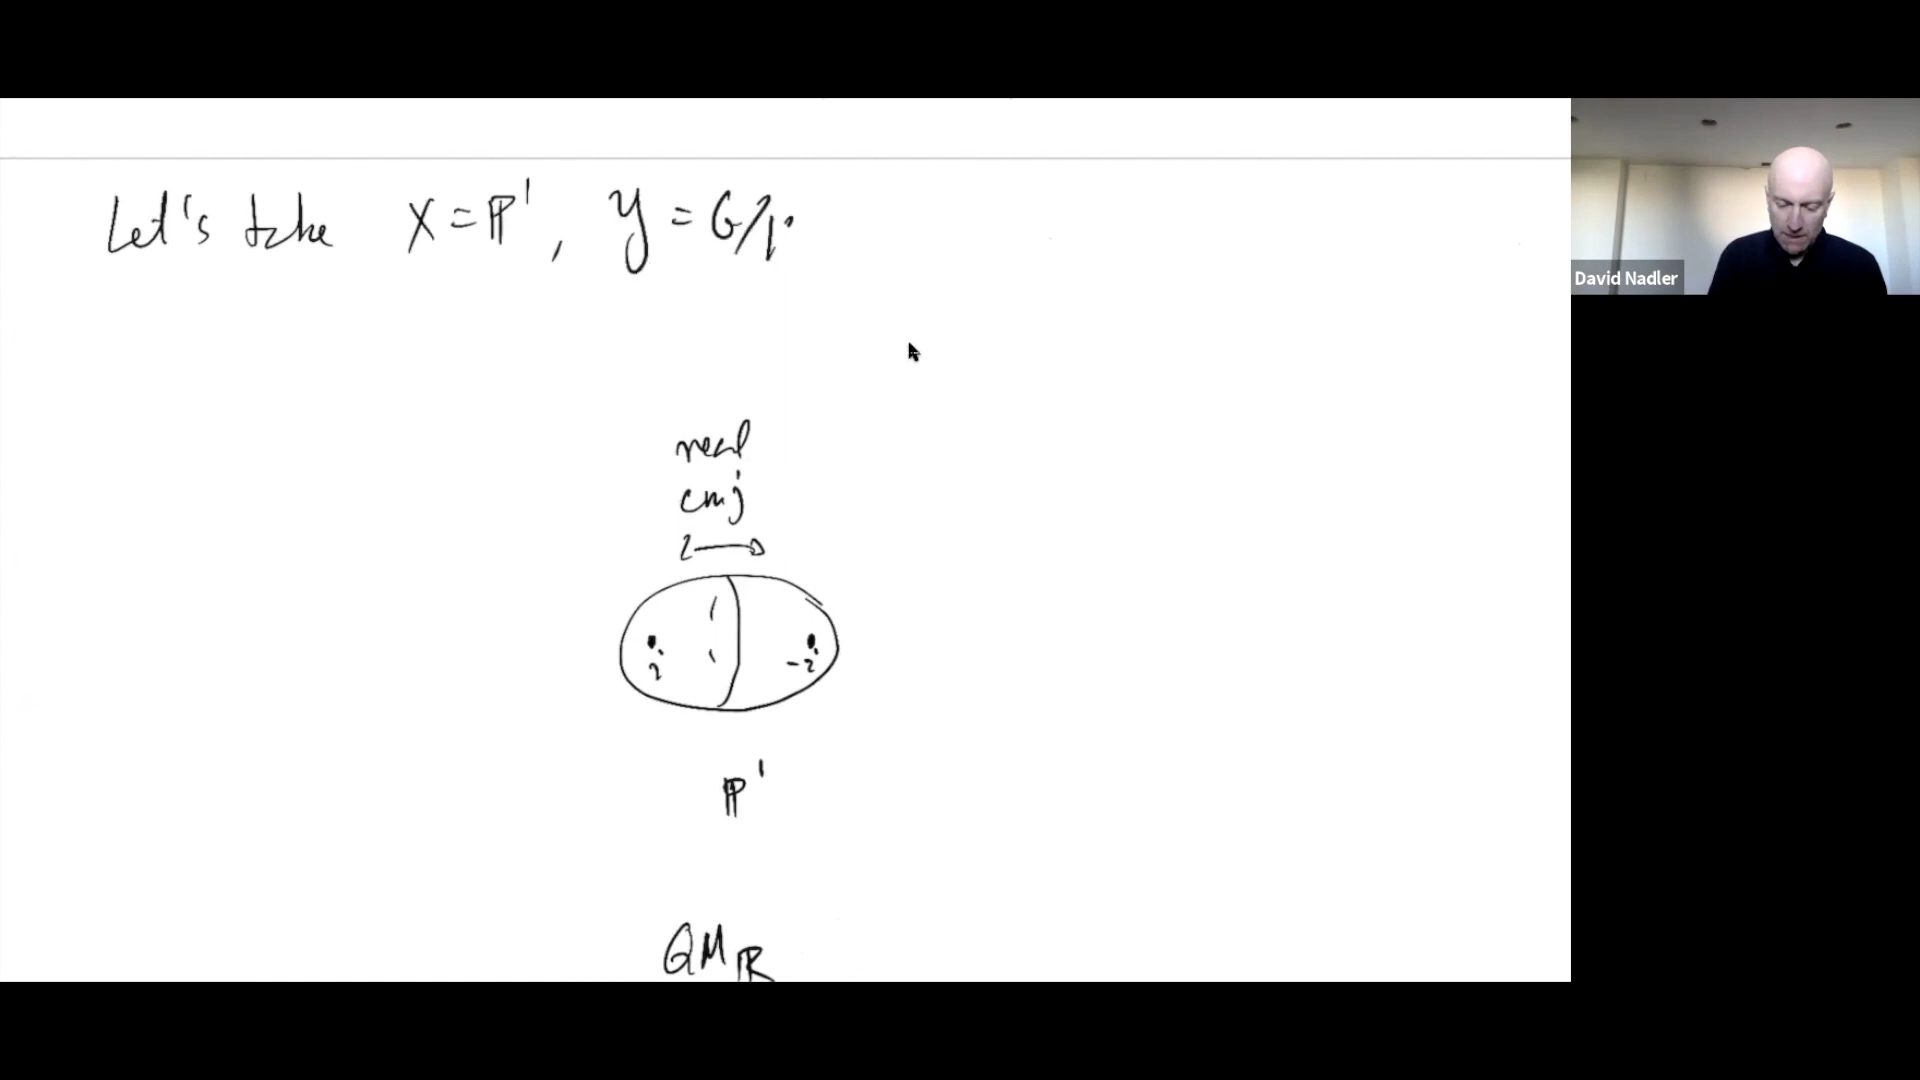 Let's take X = ℙ¹, Y = G/K
David Nadler
real
conj
i -i
ℙ¹
QM_ℝ